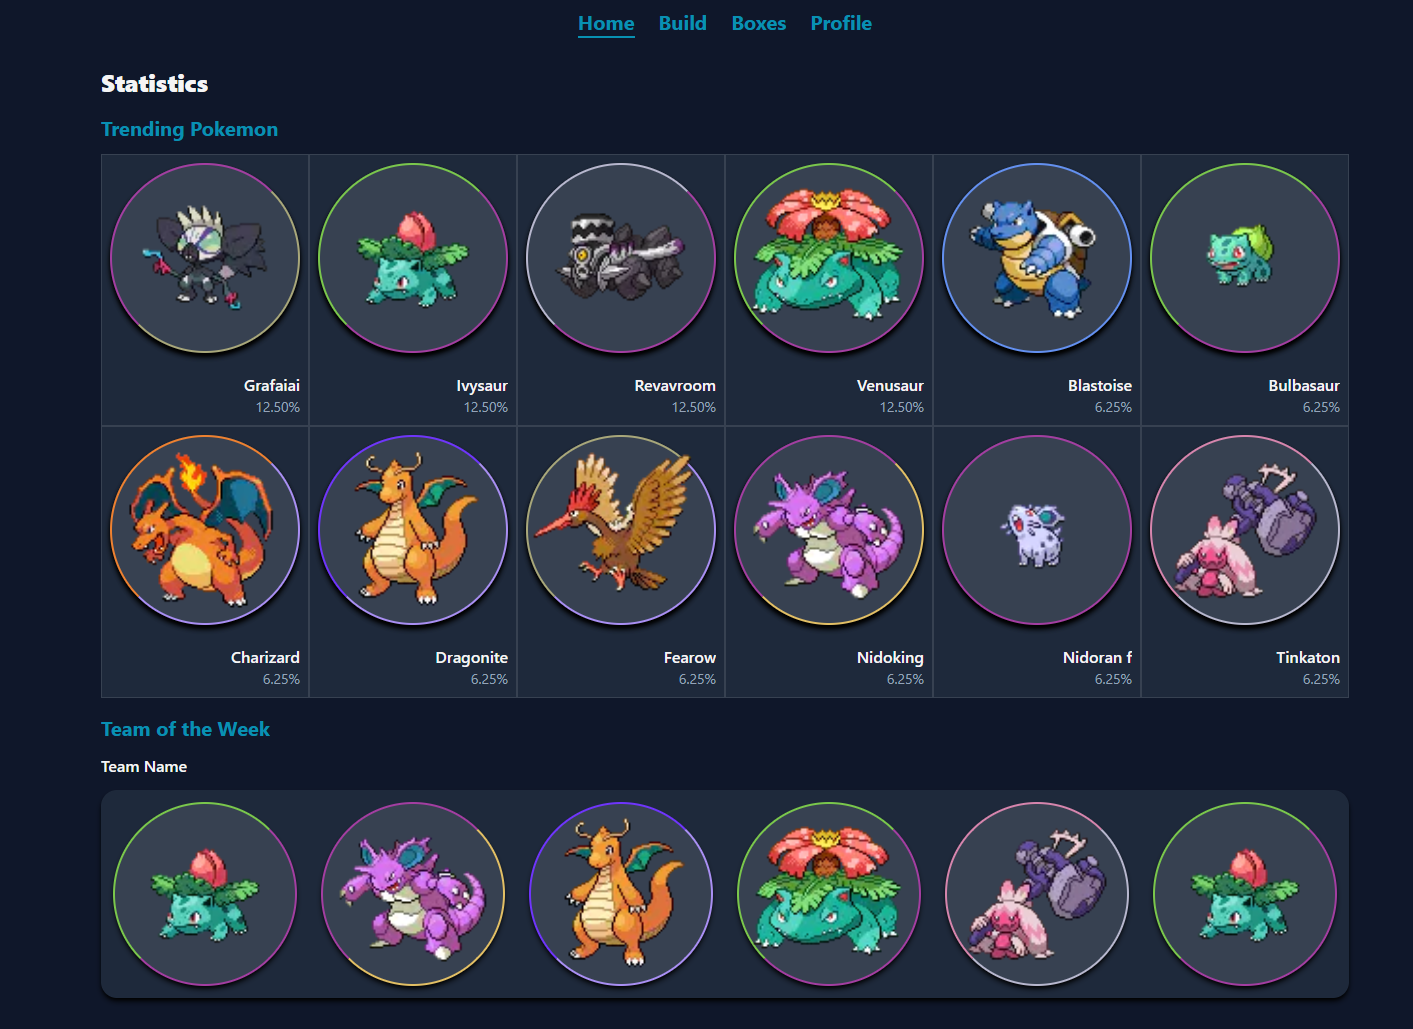 Home Build Boxes Profile
Statistics
Trending Pokemon
Grafaiai Ivysaur Revavroom Venusaur Blastoise Bulbasaur
12.50% 12.50% 12.50% 12.50% 6.25% 6.25%
Charizard Dragonite Fearow Nidoking Nidoran f Tinkaton
6.25% 6.25% 6.25% 6.25% 6.25% 6.25%
Team of the Week
Team Name